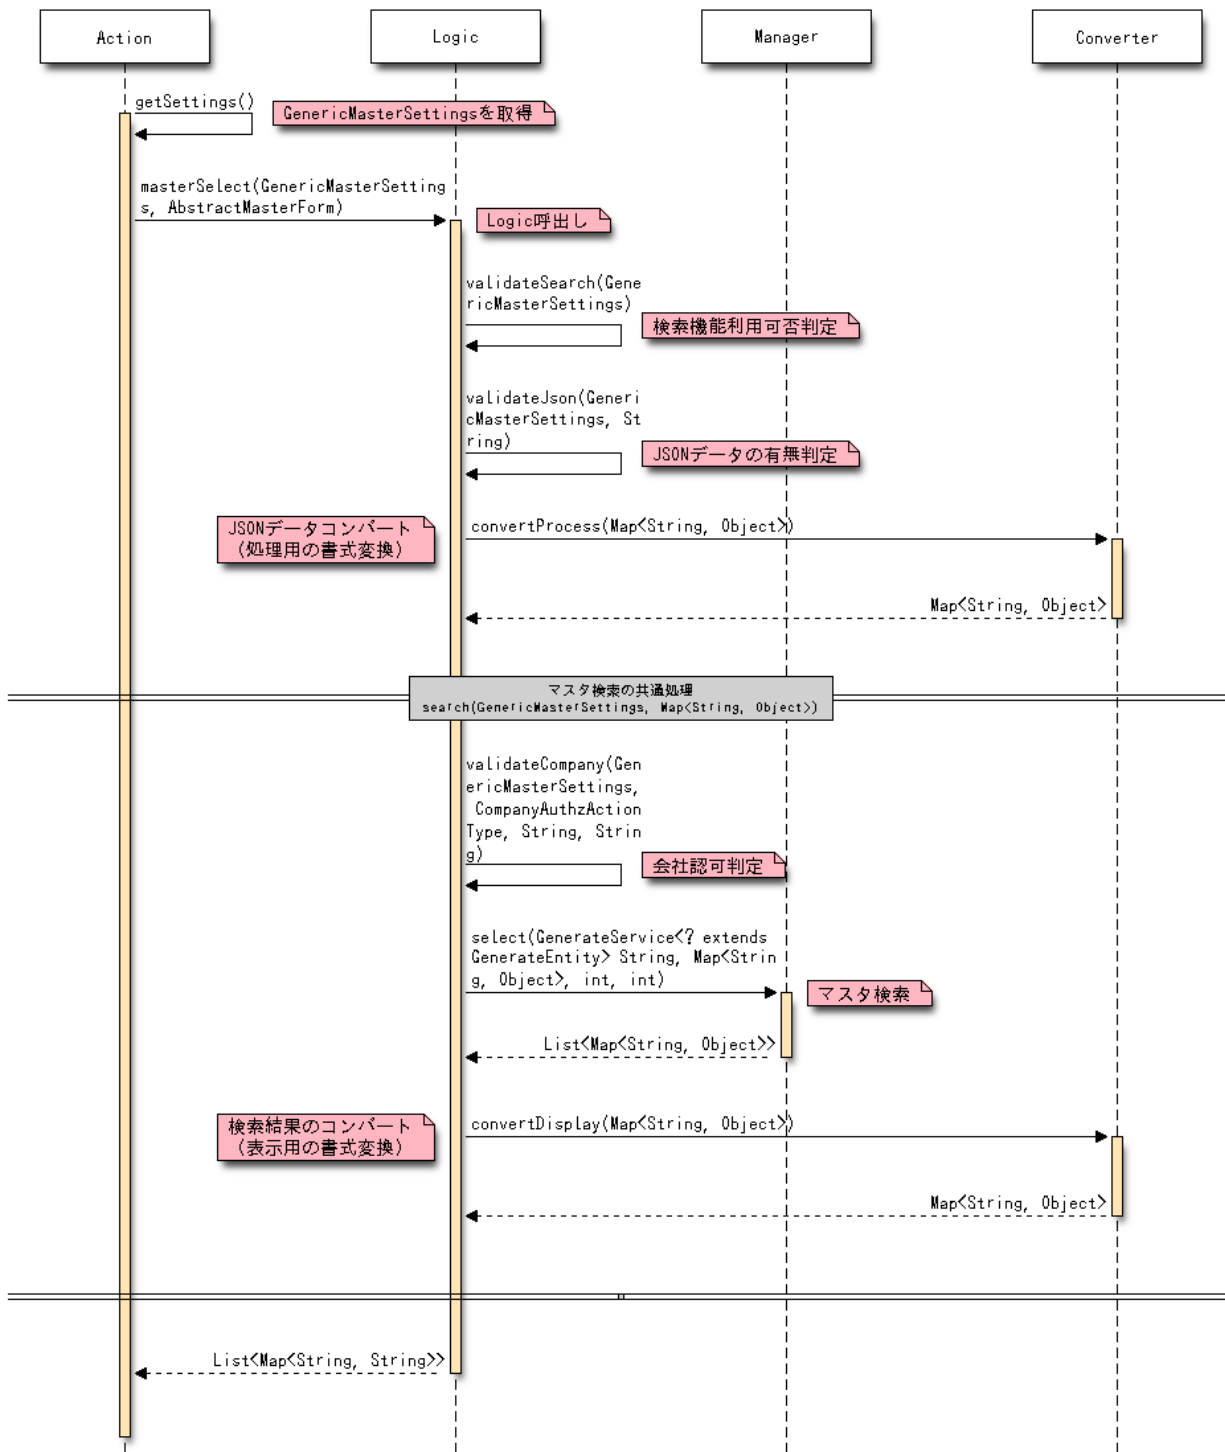 Action
Logic
Manager
Converter
getSettings()
GenericMasterSettingsを取得
masterSelect(GenericMasterSetting
s, AbstractMasterForm)
Logic呼出し
validateSearch(Gene
ricMasterSettings)
検索機能利用可否判定
validateJson(Generi
cMasterSettings, St
ring)
JSONデータの有無判定
JSONデータコンバート
（処理用の書式変換）
convertProcess(Map<String, Object>)
Map<String, Object>
マスタ検索の共通処理
search(GenericMasterSettings, Map<String, Object>)
validateCompany(Gen
ericMasterSettings,
CompanyAuthzAction
Type, String, Strin
g)
会社認可判定
select(GenerateService<? extends
GenerateEntity> String, Map<Strin
g, Object>, int, int)
マスタ検索
List<Map<String, Object>>
検索結果のコンバート
（表示用の書式変換）
convertDisplay(Map<String, Object>)
Map<String, Object>
List<Map<String, String>>